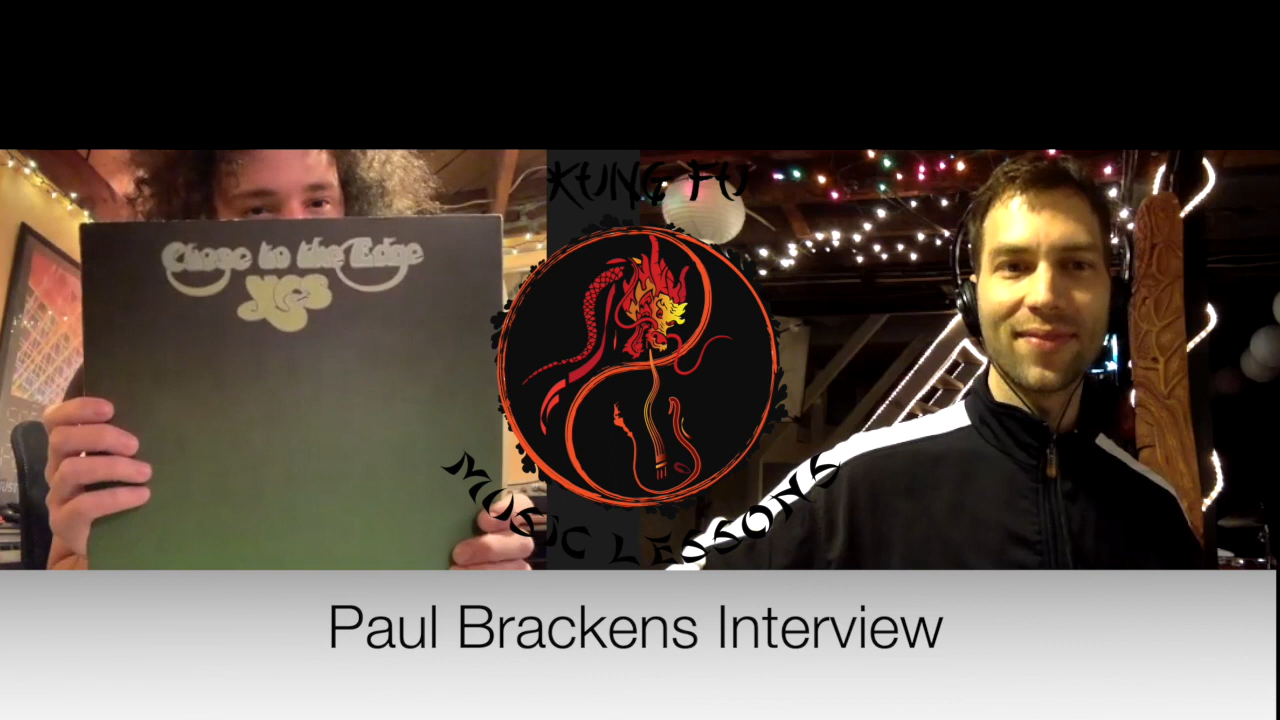 KUNG FU
Close to the Edge
YES
MUSIC LESSONS
Paul Brackens Interview